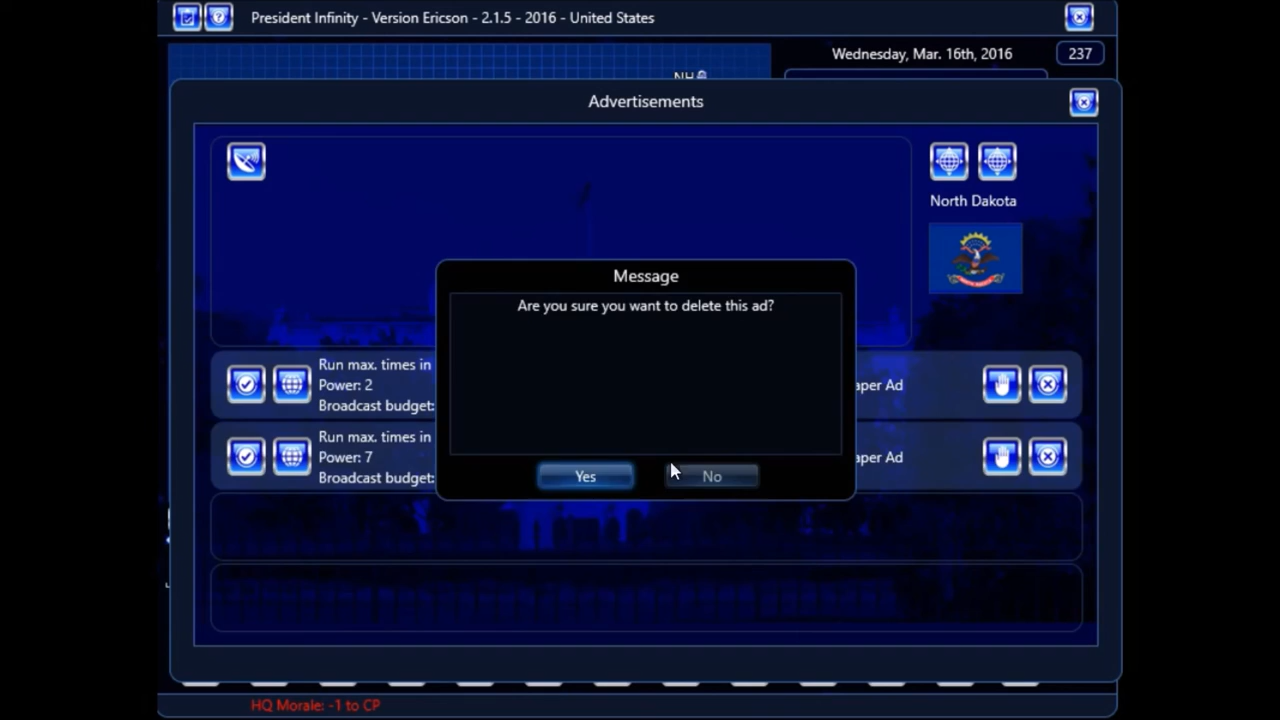 President Infinity - Version Ericson - 2.1.5 - 2016 - United States
Wednesday, Mar. 16th, 2016
237
NH
Advertisements
North Dakota
Message
Are you sure you want to delete this ad?
Run max. times in
Power: 2
Broadcast budget:
aper Ad
Run max. times in
Power: 7
Broadcast budget:
aper Ad
Yes
No
HQ Morale: -1 to CP